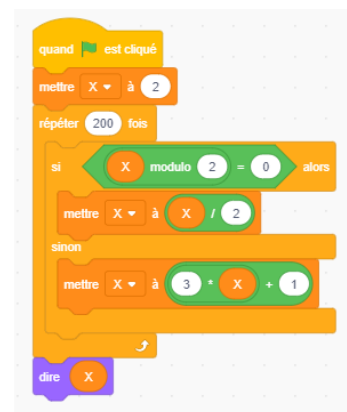 quand est cliqué
mettre X à 2
répéter 200 fois
si X modulo 2 = 0 alors
mettre X à X / 2
sinon
mettre X à 3 * X + 1
dire X